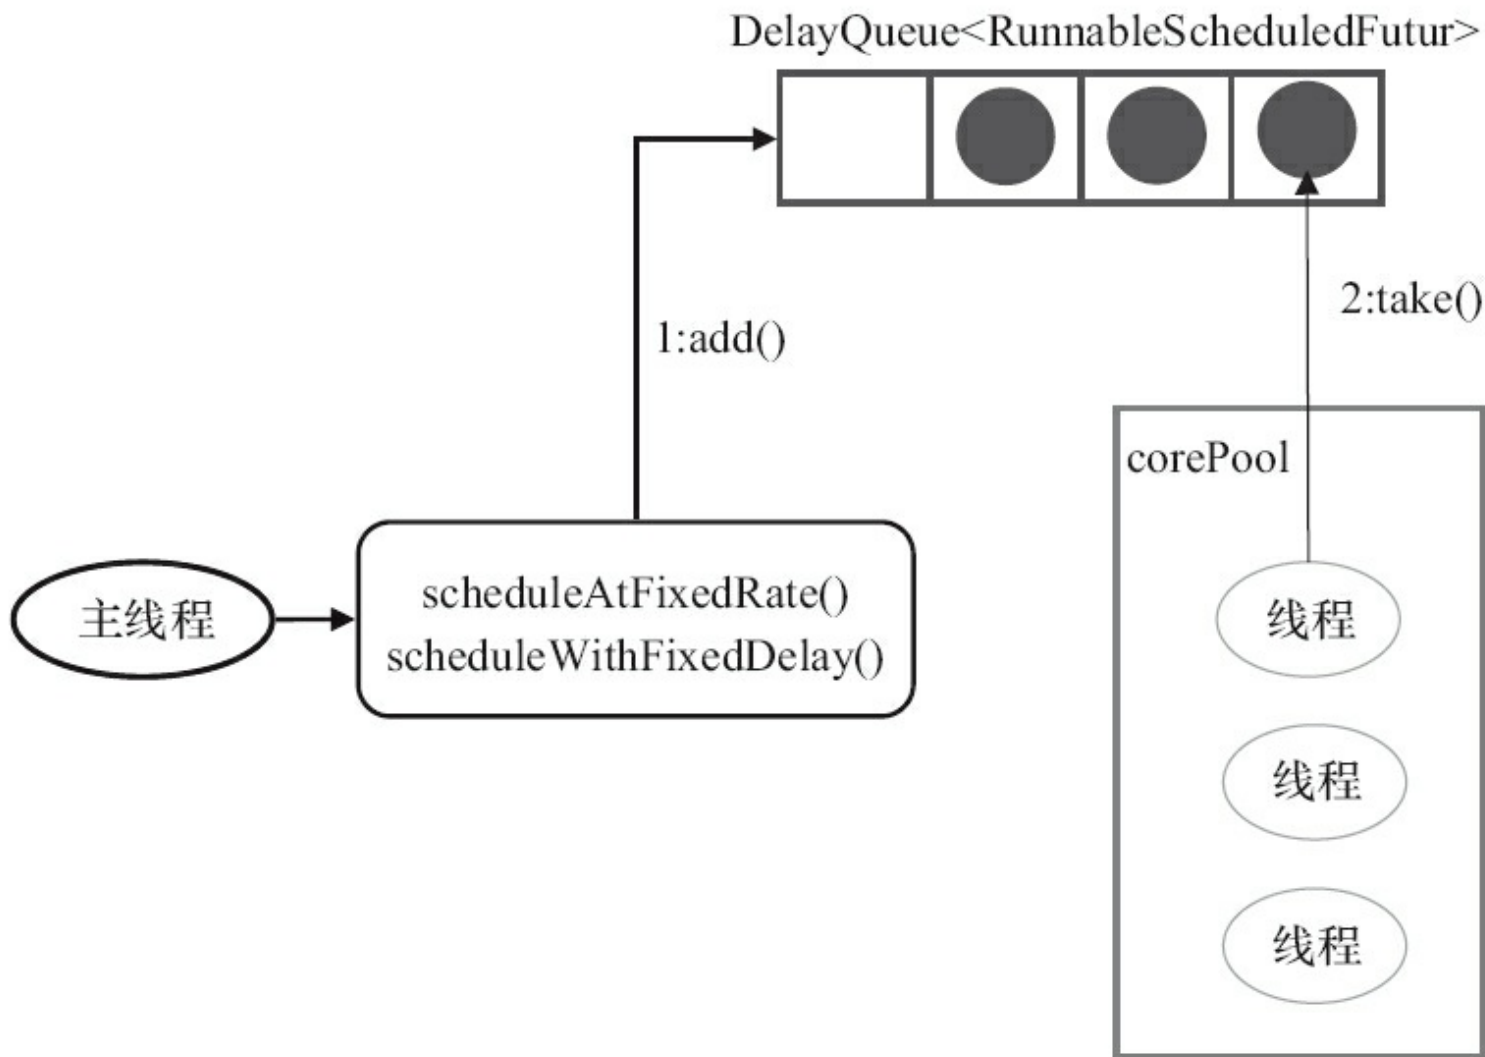 DelayQueue<RunnableScheduledFutur>
1:add()
2:take()
corePool
主线程
scheduleAtFixedRate()
scheduleWithFixedDelay()
线程
线程
线程